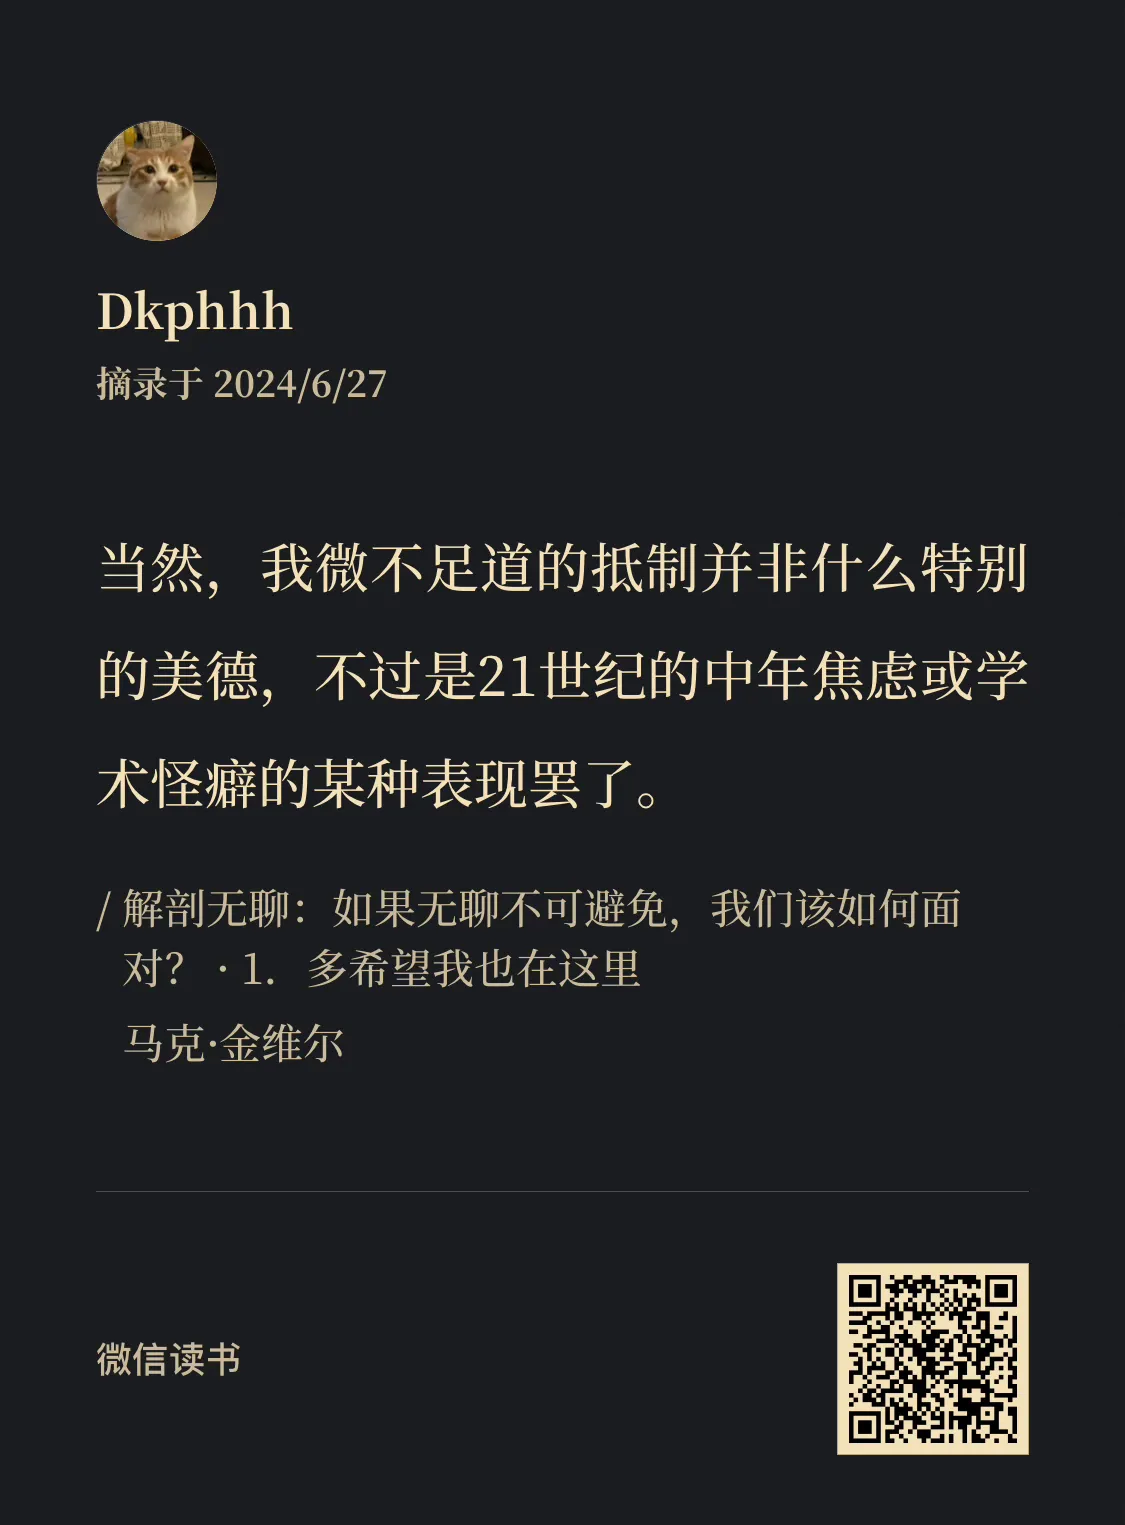 Dkphhh
摘录于 2024/6/27
当然，我微不足道的抵制并非什么特别
的美德，不过是21世纪的中年焦虑或学
术怪癖的某种表现罢了。
/ 解剖无聊：如果无聊不可避免，我们该如何面
对？ · 1. 多希望我也在这里
马克·金维尔
微信读书